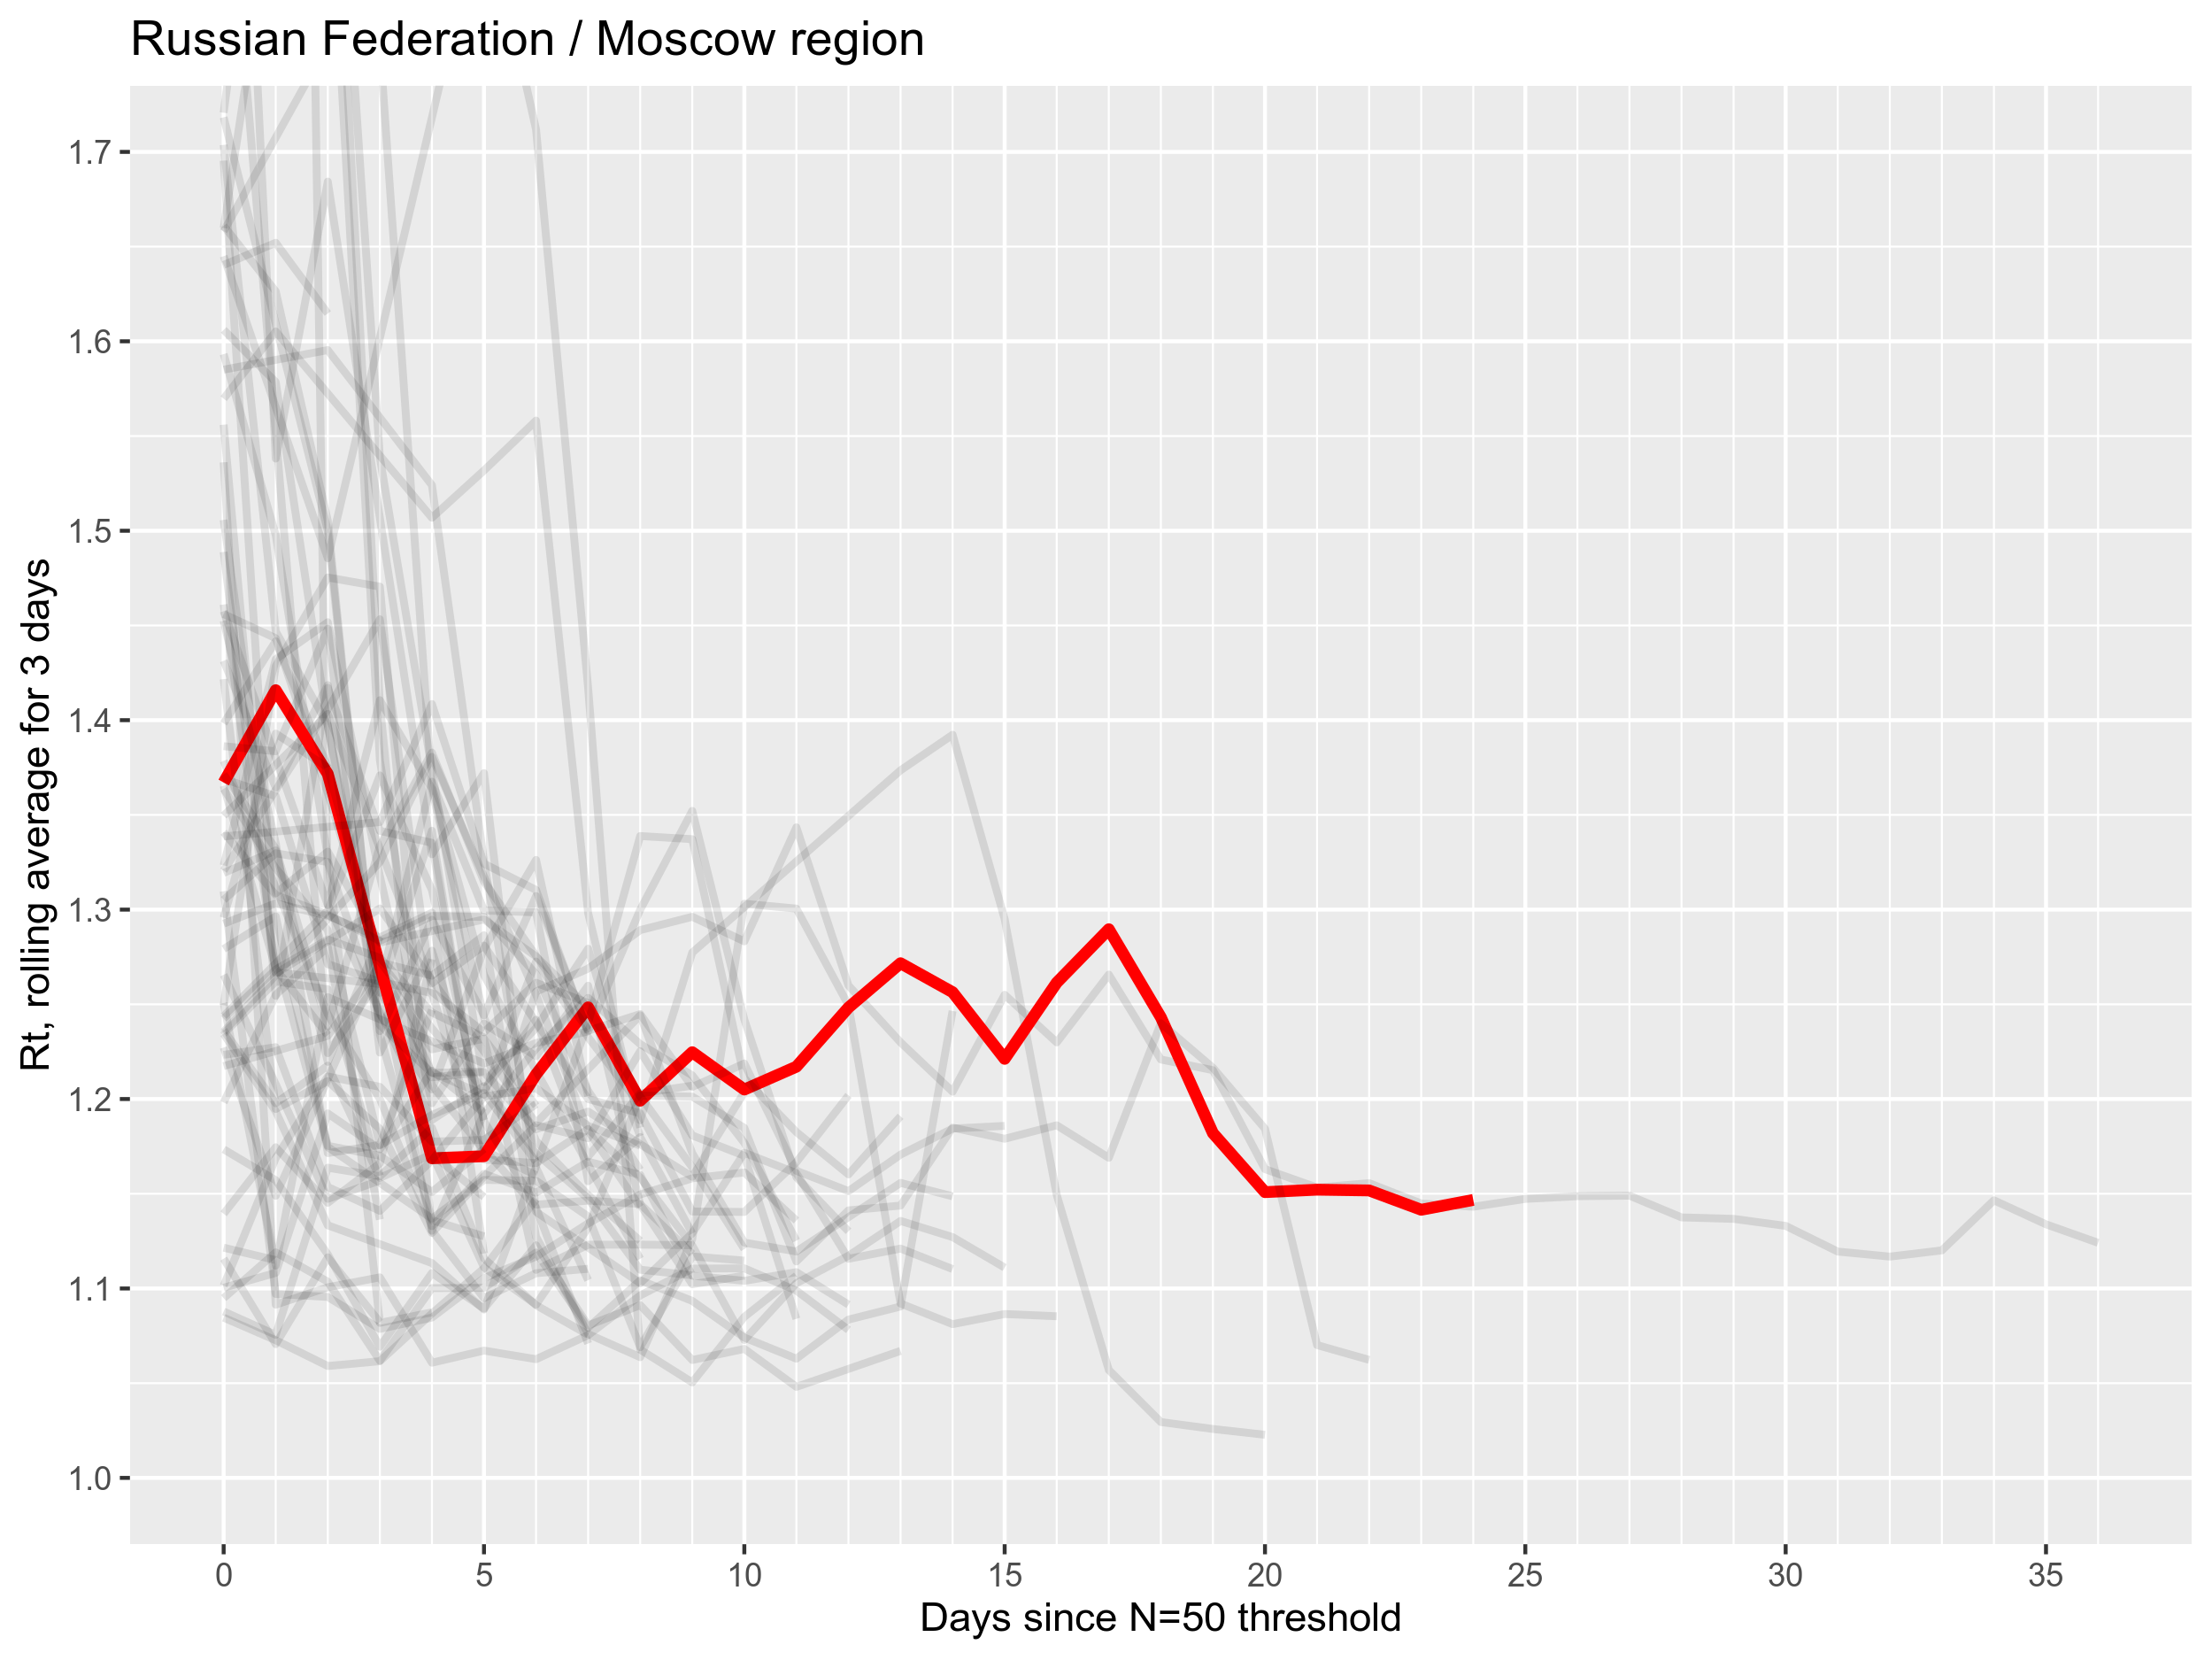 Russian Federation / Moscow region
Rt, rolling average for 3 days
1.7
1.6
1.5
1.4
1.3
1.2
1.1
1.0
0 5 10 15 20 25 30 35
Days since N=50 threshold